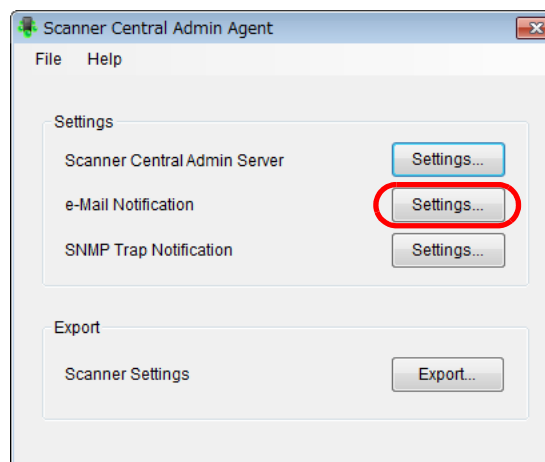 Scanner Central Admin Agent
File Help
Settings
Scanner Central Admin Server Settings...
e-Mail Notification Settings...
SNMP Trap Notification Settings...
Export
Scanner Settings Export...